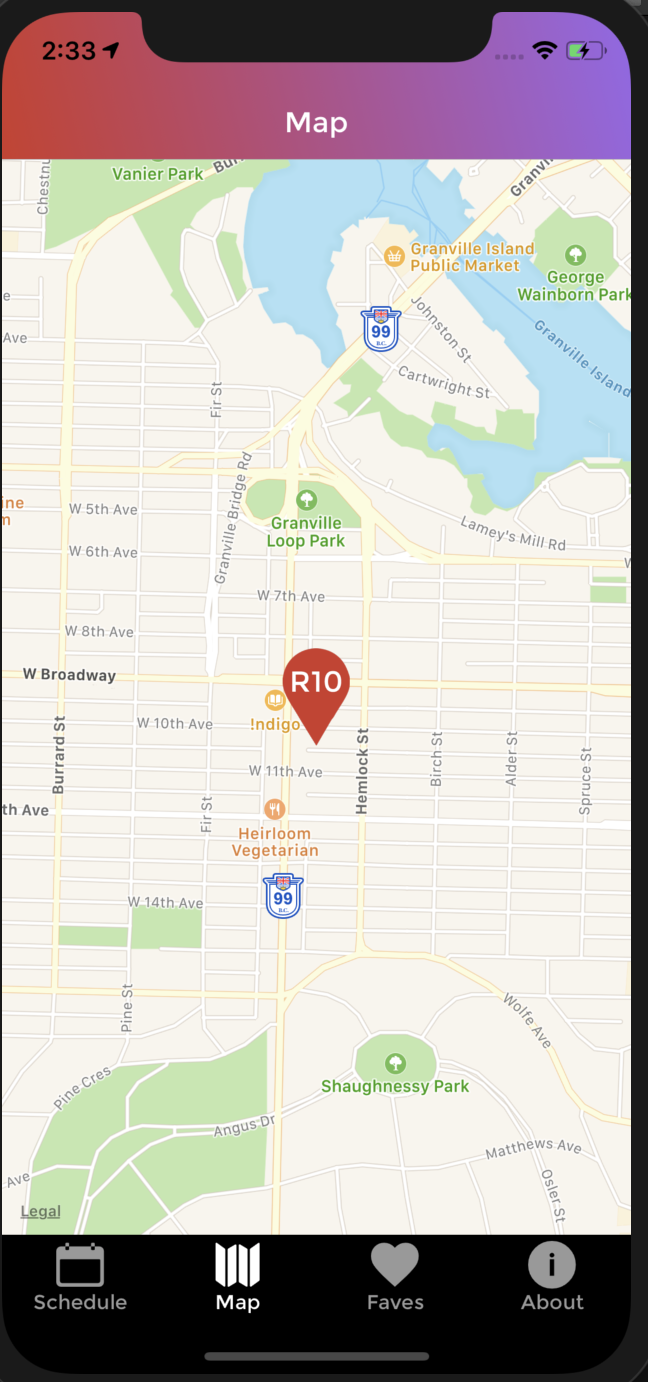 2:33
Map
Chestnu
Vanier Park
Bur
Granvi
Granville Island
Public Market
George
Wainborn Park
e
Ave
99
B.C.
Johnston St
Granville Island
Fir St
Cartwright St
Granville Bridge Rd
ine
m
W 5th Ave
Granville
Loop Park
Lamey's Mill Rd
W 6th Ave
W
W 7th Ave
W 8th Ave
W Broadway
R10
!ndigo
W 10th Ave
Burrard St
Hemlock St
Birch St
Alder St
Spruce St
W 11th Ave
th Ave
Fir St
Heirloom
Vegetarian
99
B.C.
W 14th Ave
Pine St
Wolfe Ave
Shaughnessy Park
Pine Cres
Angus Dr
Matthews Ave
Ave
Osler St
Legal
Schedule
Map
Faves
About